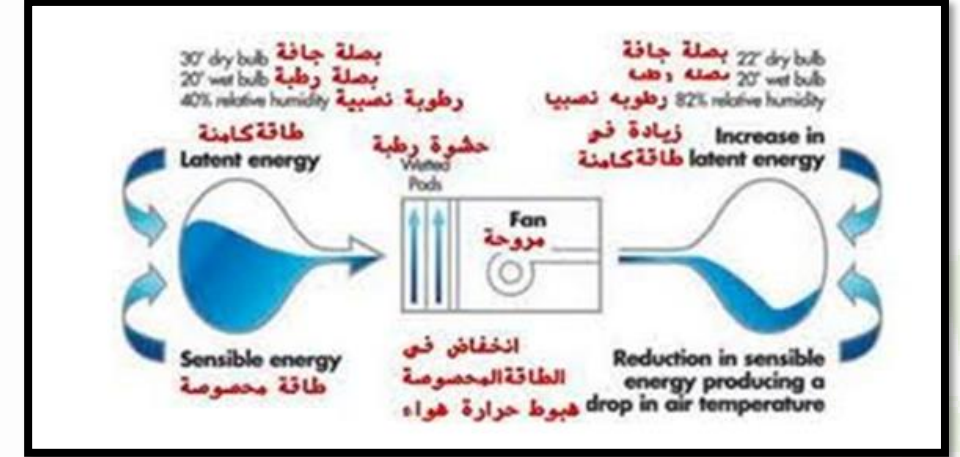 30° dry bulb بصلة جافة
20° wet bulb بصلة رطبة
40% relative humidity رطوبة نصبية
طاقة كامنة
Latent energy
حشوة رطبة
Wetted
Pads
Fan
مروحة
بصلة جافة 22° dry bulb
بصلة رطبة 20° wet bulb
رطوبه نصبيا 82% relative humidity
زيادة في Increase in
طاقة كامنة latent energy
Sensible energy
طاقة محصوصة
انخفاض في
الطاقة المحصوصة
هبوط حرارة هواء
Reduction in sensible
energy producing a
drop in air temperature